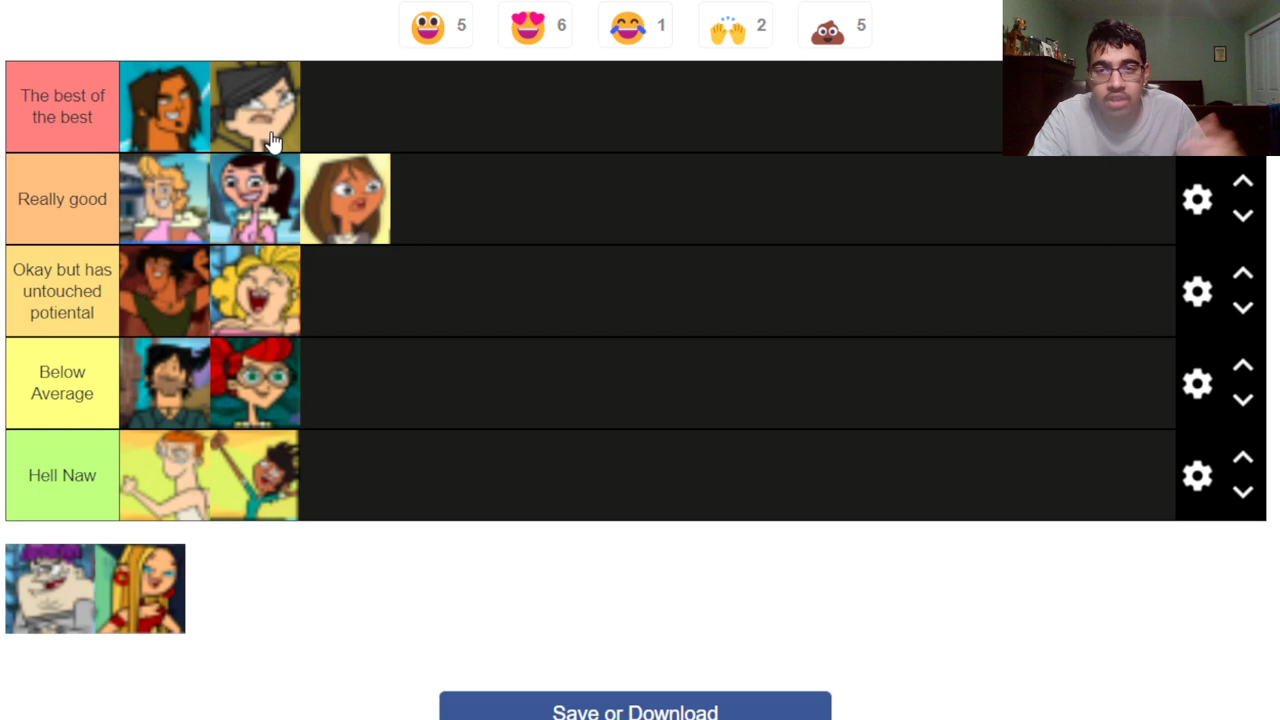 5 6 1 2 5
The best of
the best
Really good
Okay but has
untouched
potiental
Below
Average
Hell Naw
Save or Download